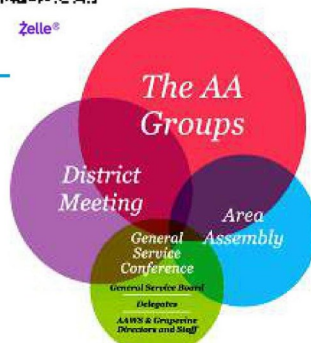 Żelle®
The AA
Groups
District
Meeting
Area
Assembly
General
Service
Conference
General Service Board
Delegates
AAWS & Grapevine
Directors and Staff